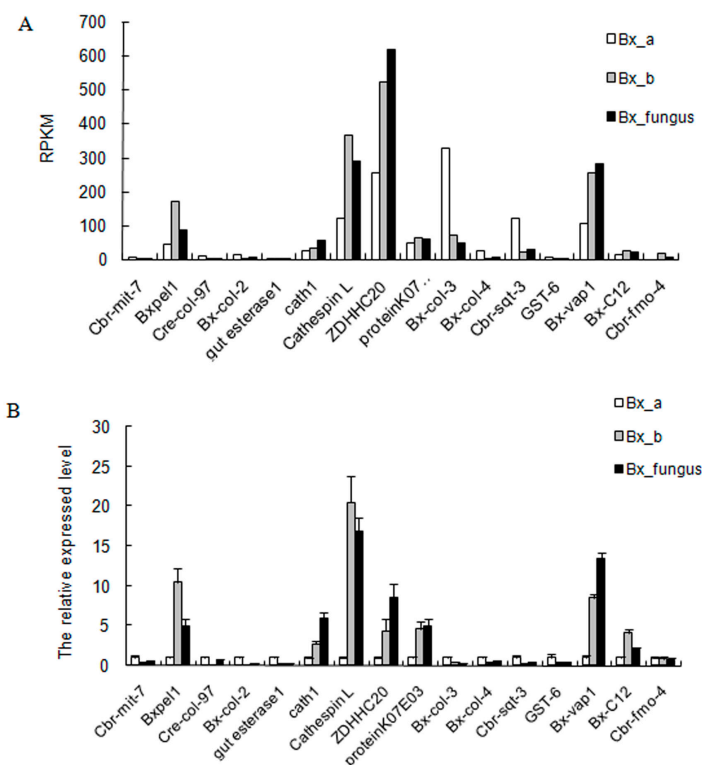 A
700
600
500
400
300
200
100
0
RPKM
Bx_a
Bx_b
Bx_fungus
Cbr-mit-7
Bxpel1
Cre-col-97
Bx-col-2
gut esterase1
cath1
Cathespin L
ZDHHC20
proteinK07..
Bx-col-3
Bx-col-4
Cbr-sqt-3
GST-6
Bx-vap1
Bx-C12
Cbr-fmo-4
B
30
25
20
15
10
5
0
The relative expressed level
Bx_a
Bx_b
Bx_fungus
Cbr-mit-7
Bxpel1
Cre-col-97
Bx-col-2
gut esterase1
cath1
Cathespin L
ZDHHC20
proteinK07E03
Bx-col-3
Bx-col-4
Cbr-sqt-3
GST-6
Bx-vap1
Bx-C12
Cbr-fmo-4